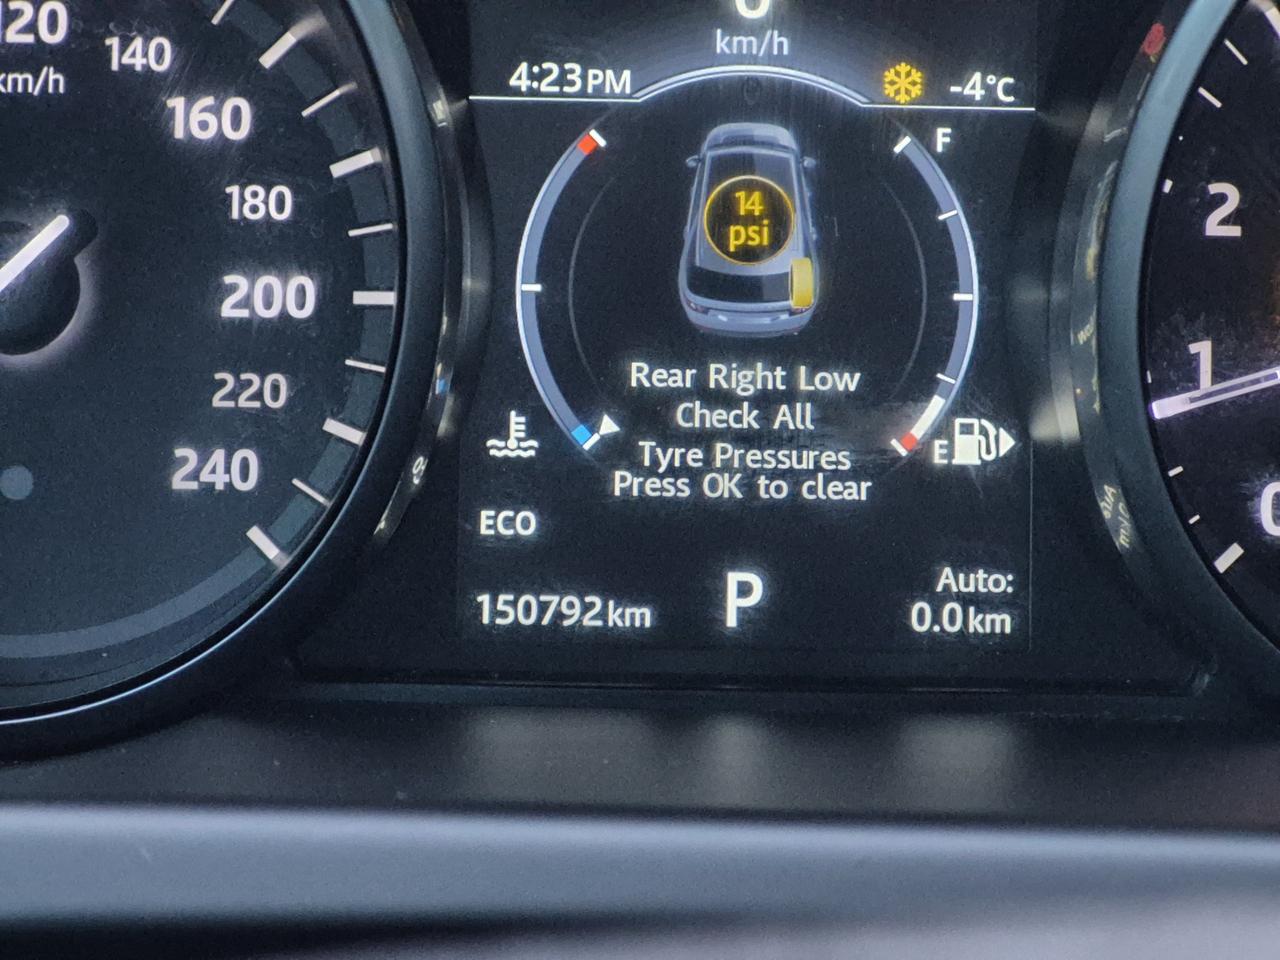 120
km/h
140
160
180
200
220
240
km/h
4:23PM
-4°C
F
14
psi
Rear Right Low
Check All
Tyre Pressures
Press OK to clear
E
ECO
150792km
P
Auto:
0.0km
2
1
0